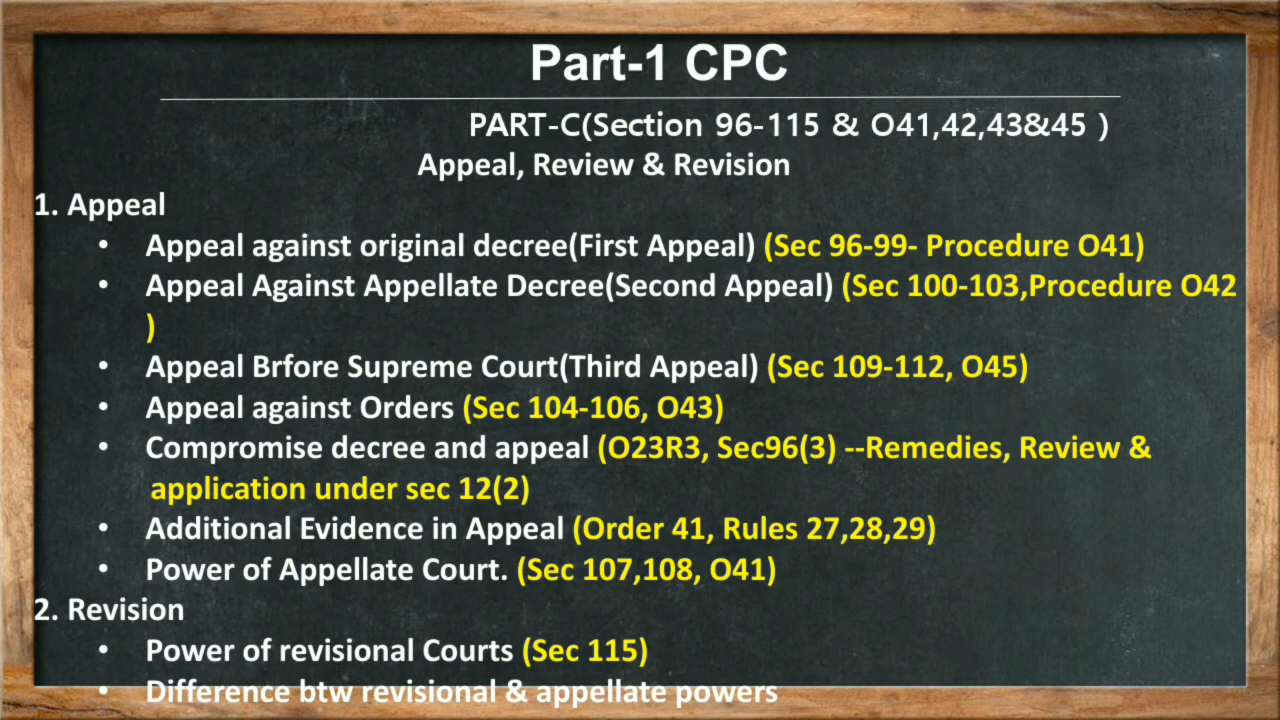 Part-1 CPC
PART-C(Section 96-115 & O41,42,43&45 )
Appeal, Review & Revision
1. Appeal
• Appeal against original decree(First Appeal) (Sec 96-99- Procedure O41)
• Appeal Against Appellate Decree(Second Appeal) (Sec 100-103,Procedure O42
)
• Appeal Brfore Supreme Court(Third Appeal) (Sec 109-112, O45)
• Appeal against Orders (Sec 104-106, O43)
• Compromise decree and appeal (O23R3, Sec96(3) --Remedies, Review &
application under sec 12(2)
• Additional Evidence in Appeal (Order 41, Rules 27,28,29)
• Power of Appellate Court. (Sec 107,108, O41)
2. Revision
• Power of revisional Courts (Sec 115)
• Difference btw revisional & appellate powers